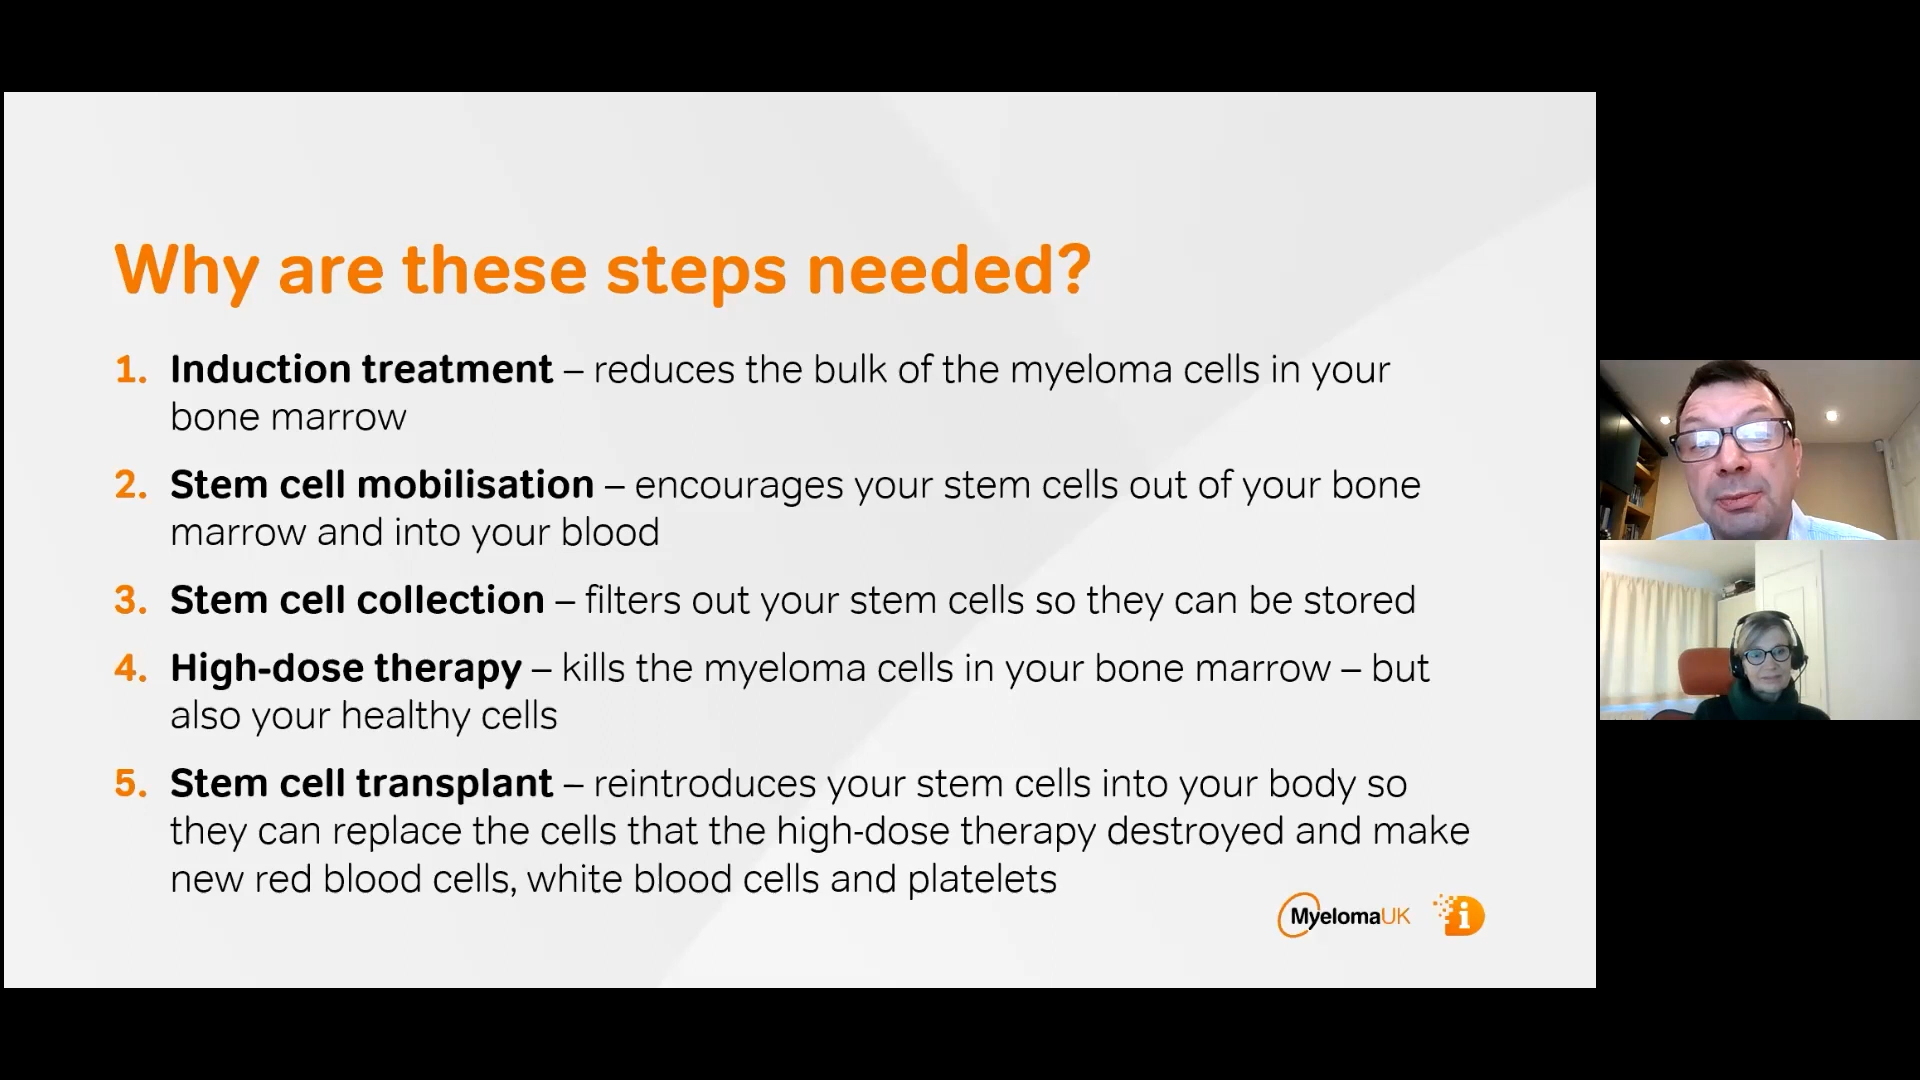 Why are these steps needed?
1. Induction treatment – reduces the bulk of the myeloma cells in your
bone marrow
2. Stem cell mobilisation – encourages your stem cells out of your bone
marrow and into your blood
3. Stem cell collection – filters out your stem cells so they can be stored
4. High-dose therapy – kills the myeloma cells in your bone marrow – but
also your healthy cells
5. Stem cell transplant – reintroduces your stem cells into your body so
they can replace the cells that the high-dose therapy destroyed and make
new red blood cells, white blood cells and platelets
MyelomaUK i